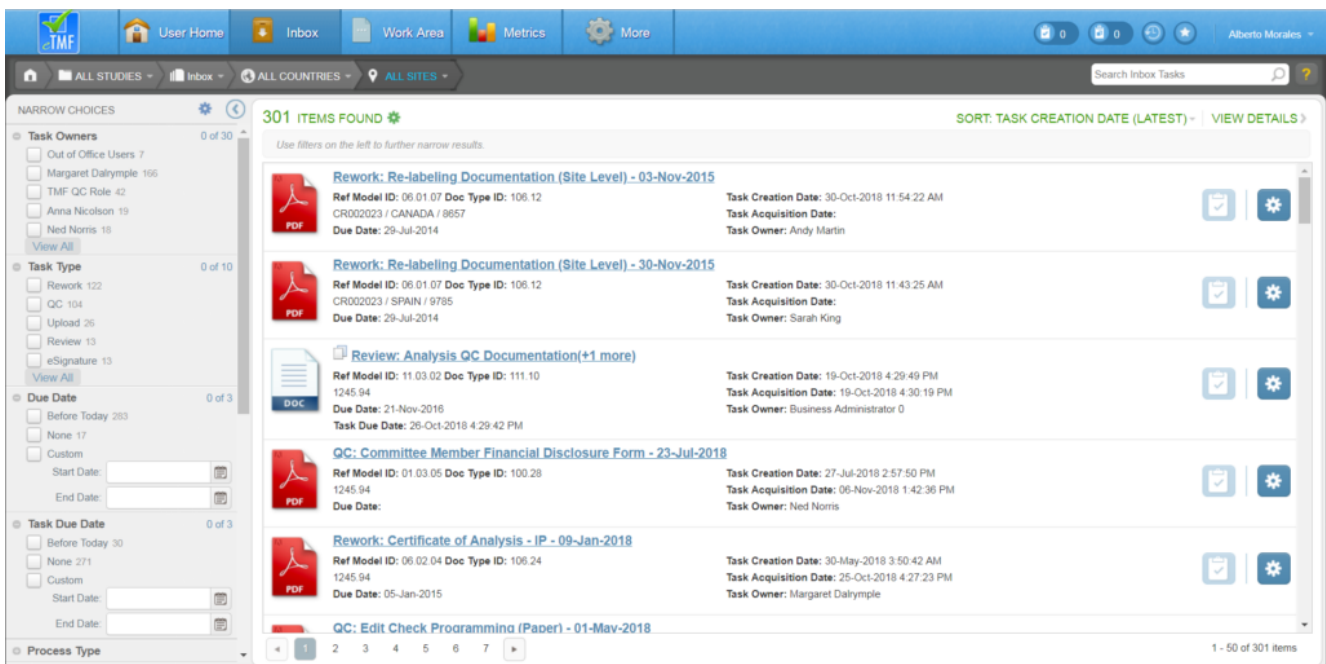 eTMF
User Home
Inbox
Work Area
Metrics
More
0
0
Alberto Morales
ALL STUDIES
Inbox
ALL COUNTRIES
ALL SITES
Search Inbox Tasks
?
NARROW CHOICES
Task Owners 0 of 30
Out of Office Users 7
Margaret Dalrymple 166
TMF QC Role 42
Anna Nicolson 19
Ned Norris 18
View All
Task Type 0 of 10
Rework 122
QC 104
Upload 26
Review 13
eSignature 13
View All
Due Date 0 of 3
Before Today 283
None 17
Custom
Start Date:
End Date:
Task Due Date 0 of 3
Before Today 30
None 271
Custom
Start Date:
End Date:
Process Type
301 ITEMS FOUND
SORT: TASK CREATION DATE (LATEST)
VIEW DETAILS
Use filters on the left to further narrow results.
PDF
Rework: Re-labeling Documentation (Site Level) - 03-Nov-2015
Ref Model ID: 06.01.07 Doc Type ID: 106.12
CR002023 / CANADA / 8657
Due Date: 29-Jul-2014
Task Creation Date: 30-Oct-2018 11:54:22 AM
Task Acquisition Date:
Task Owner: Andy Martin
PDF
Rework: Re-labeling Documentation (Site Level) - 30-Nov-2015
Ref Model ID: 06.01.07 Doc Type ID: 106.12
CR002023 / SPAIN / 9785
Due Date: 29-Jul-2014
Task Creation Date: 30-Oct-2018 11:43:25 AM
Task Acquisition Date:
Task Owner: Sarah King
DOC
Review: Analysis QC Documentation(+1 more)
Ref Model ID: 11.03.02 Doc Type ID: 111.10
1245.94
Due Date: 21-Nov-2016
Task Due Date: 26-Oct-2018 4:29:42 PM
Task Creation Date: 19-Oct-2018 4:29:49 PM
Task Acquisition Date: 19-Oct-2018 4:30:19 PM
Task Owner: Business Administrator 0
PDF
QC: Committee Member Financial Disclosure Form - 23-Jul-2018
Ref Model ID: 01.03.05 Doc Type ID: 100.28
1245.94
Due Date:
Task Creation Date: 27-Jul-2018 2:57:50 PM
Task Acquisition Date: 06-Nov-2018 1:42:36 PM
Task Owner: Ned Norris
PDF
Rework: Certificate of Analysis - IP - 09-Jan-2018
Ref Model ID: 06.02.04 Doc Type ID: 106.24
1245.94
Due Date: 05-Jan-2015
Task Creation Date: 30-May-2018 3:50:42 AM
Task Acquisition Date: 25-Oct-2018 4:27:23 PM
Task Owner: Margaret Dalrymple
QC: Edit Check Programming (Paper) - 01-May-2018
1 2 3 4 5 6 7
1 - 50 of 301 items